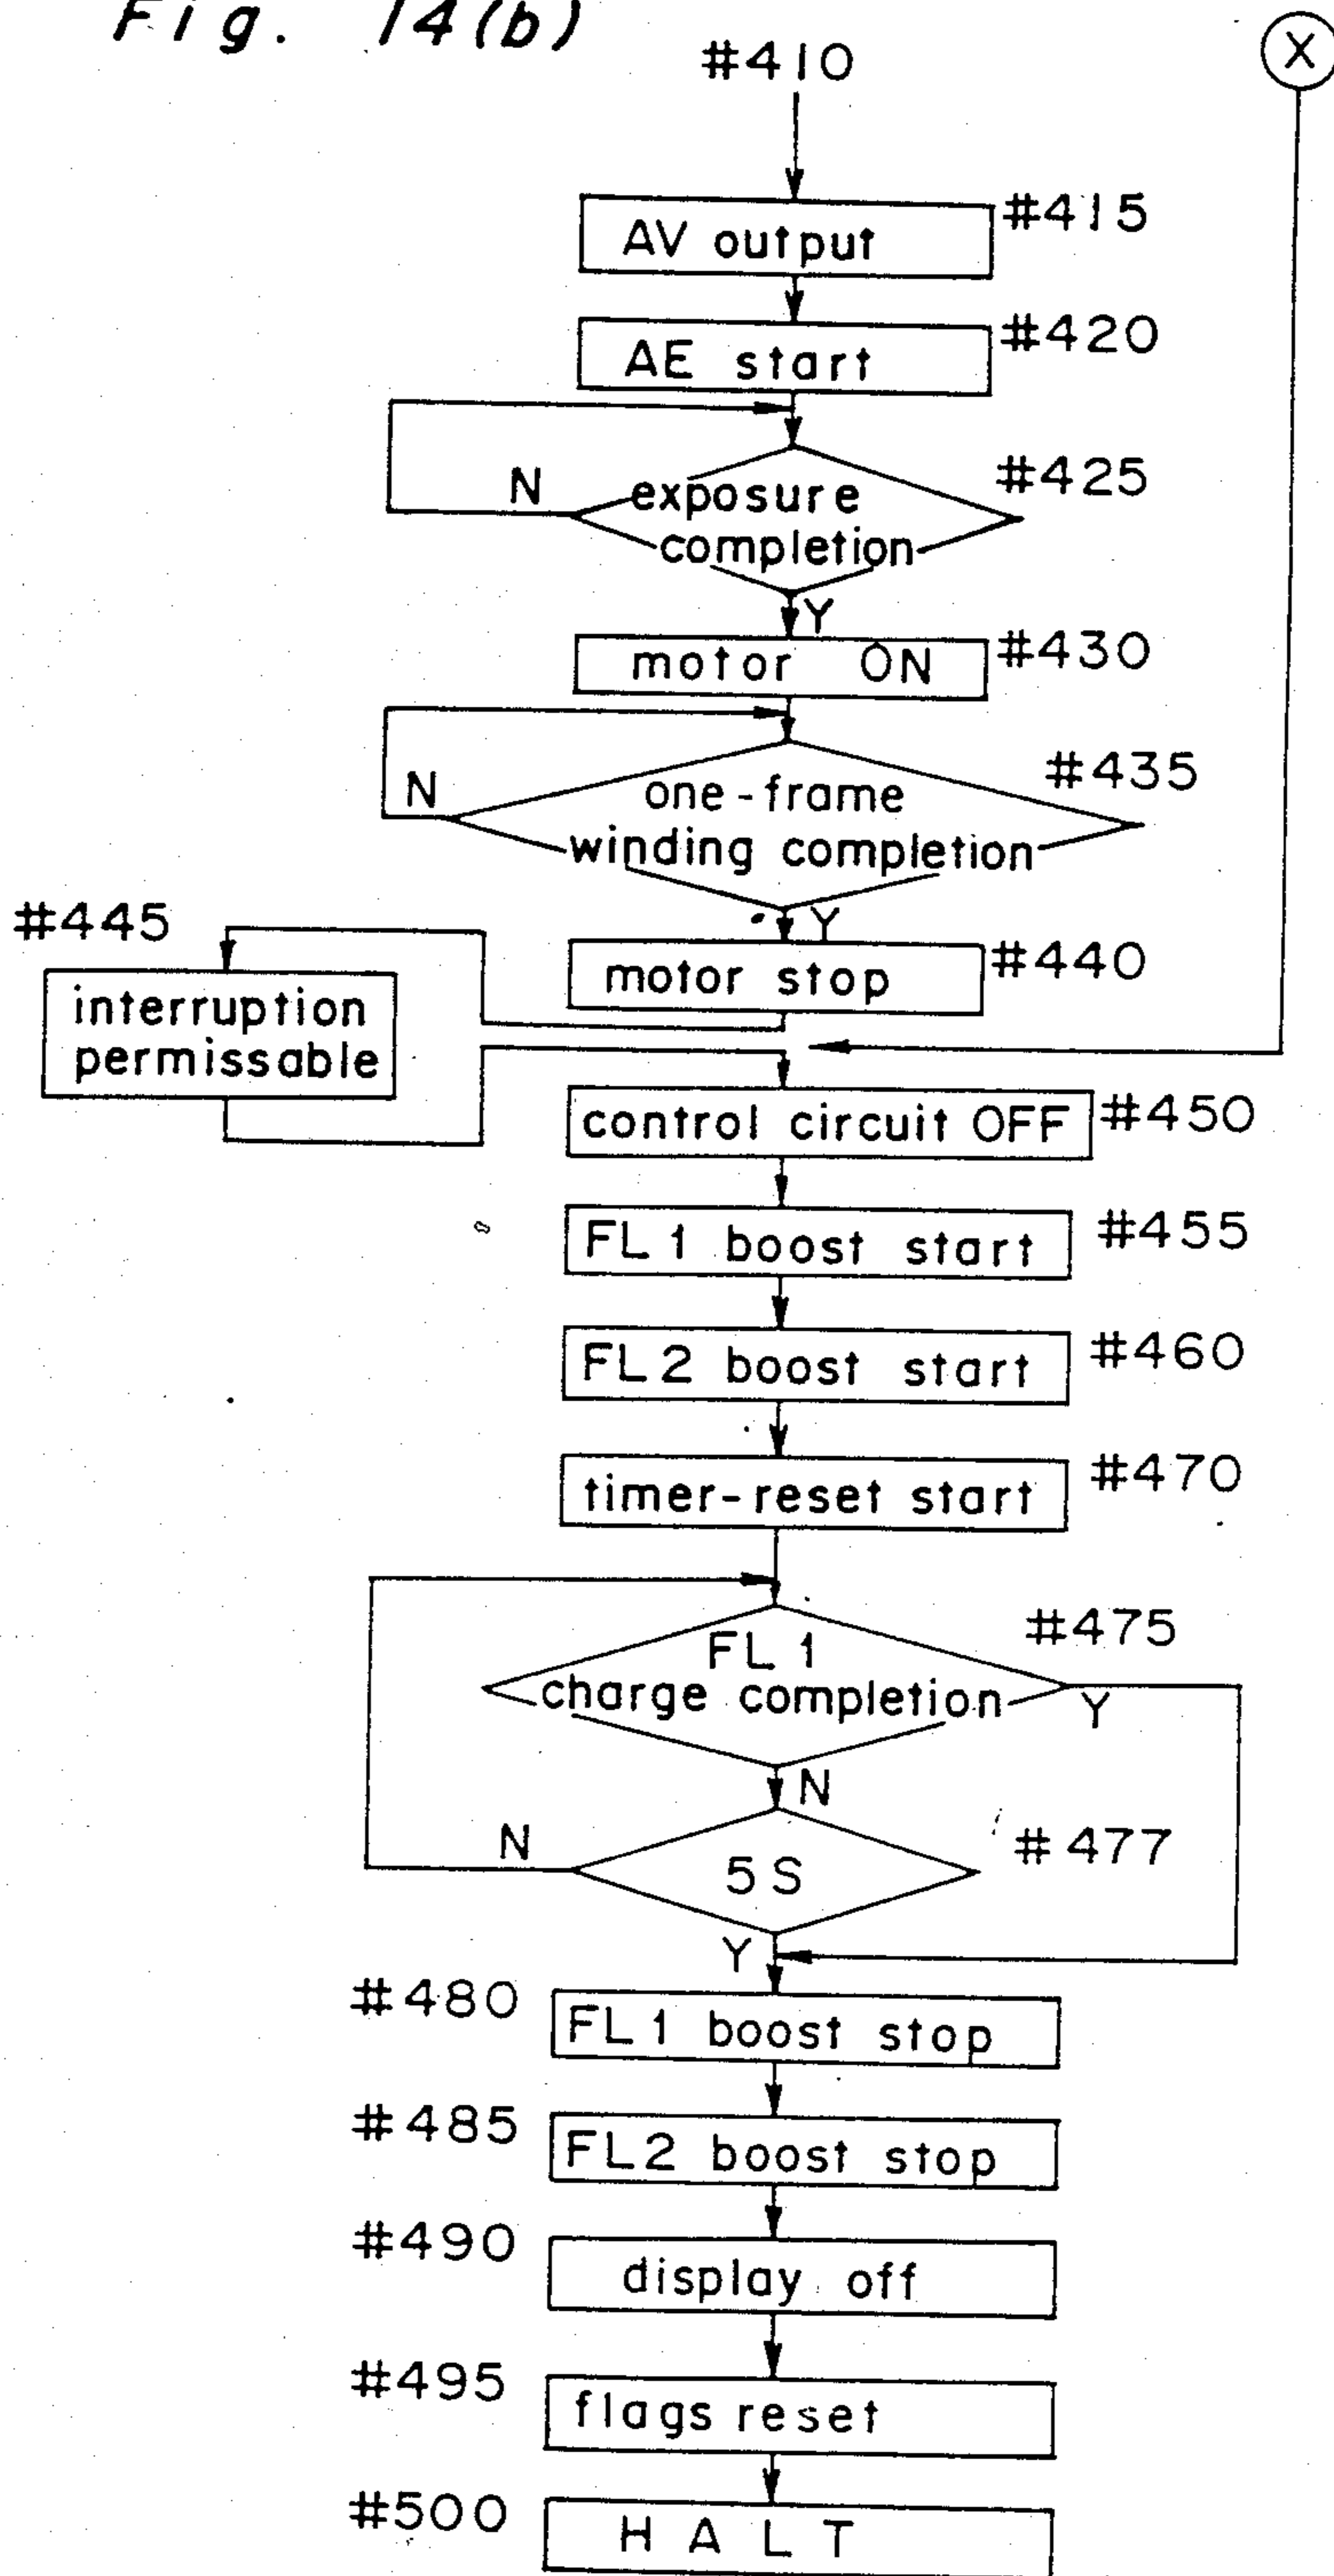 Fig. 14(b)
#410
X
AV output
#415
AE start
#420
N
exposure
completion
#425
Y
motor ON
#430
N
one-frame
winding completion
#435
Y
#445
interruption
permissable
motor stop
#440
control circuit OFF
#450
FL1 boost start
#455
FL2 boost start
#460
timer-reset start
#470
FL1
charge completion
#475
Y
N
N
5S
#477
Y
#480
FL1 boost stop
#485
FL2 boost stop
#490
display off
#495
flags reset
#500
HALT